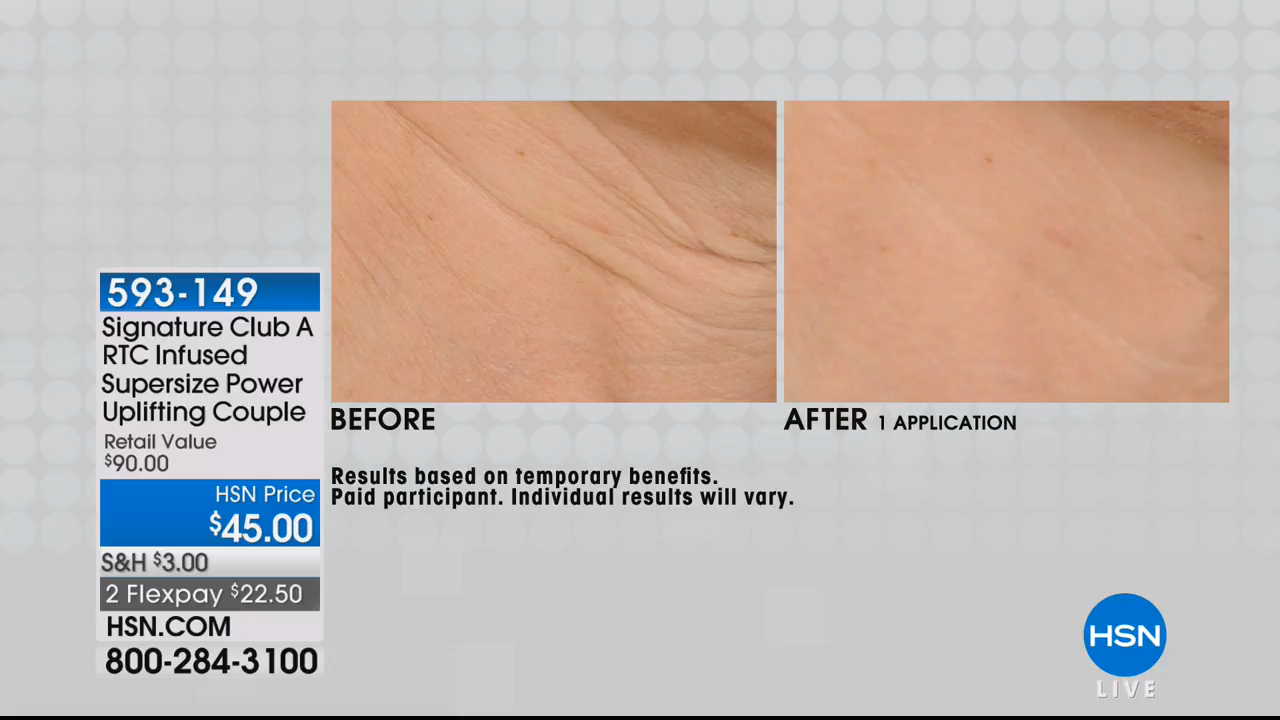 593-149
Signature Club A
RTC Infused
Supersize Power
Uplifting Couple
Retail Value
$90.00
HSN Price
$45.00
S&H $3.00
2 Flexpay $22.50
HSN.COM
800-284-3100
BEFORE
AFTER 1 APPLICATION
Results based on temporary benefits.
Paid participant. Individual results will vary.
HSN
LIVE